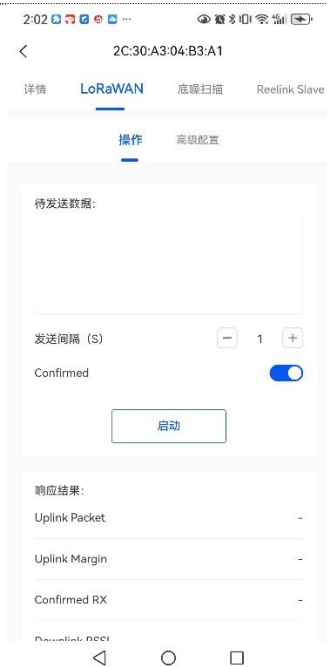 2:02
2C:30:A3:04:B3:A1
详情 LoRaWAN 底噪扫描 Reelink Slave
操作 高级配置
待发送数据:
发送间隔（S） − 1 +
Confirmed
启动
响应结果:
Uplink Packet -
Uplink Margin -
Confirmed RX -
Downlink RSSI